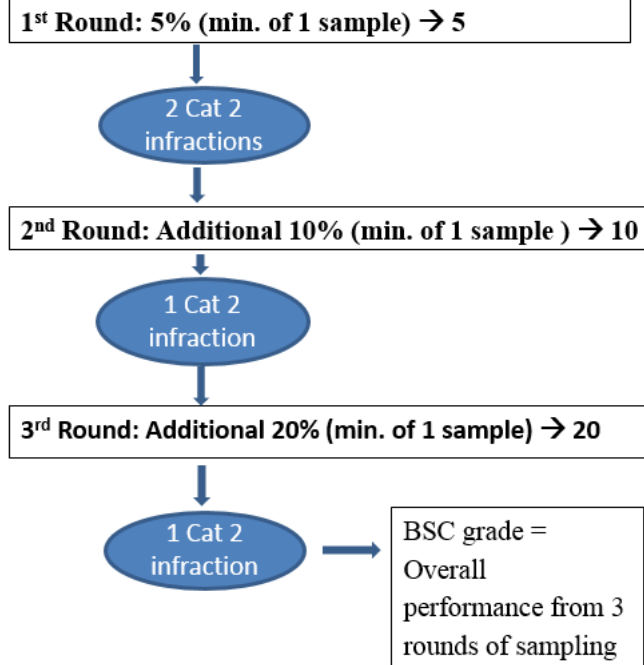 1st Round: 5% (min. of 1 sample) → 5
2 Cat 2
infractions
2nd Round: Additional 10% (min. of 1 sample ) → 10
1 Cat 2
infraction
3rd Round: Additional 20% (min. of 1 sample) → 20
1 Cat 2
infraction
BSC grade =
Overall
performance from 3
rounds of sampling